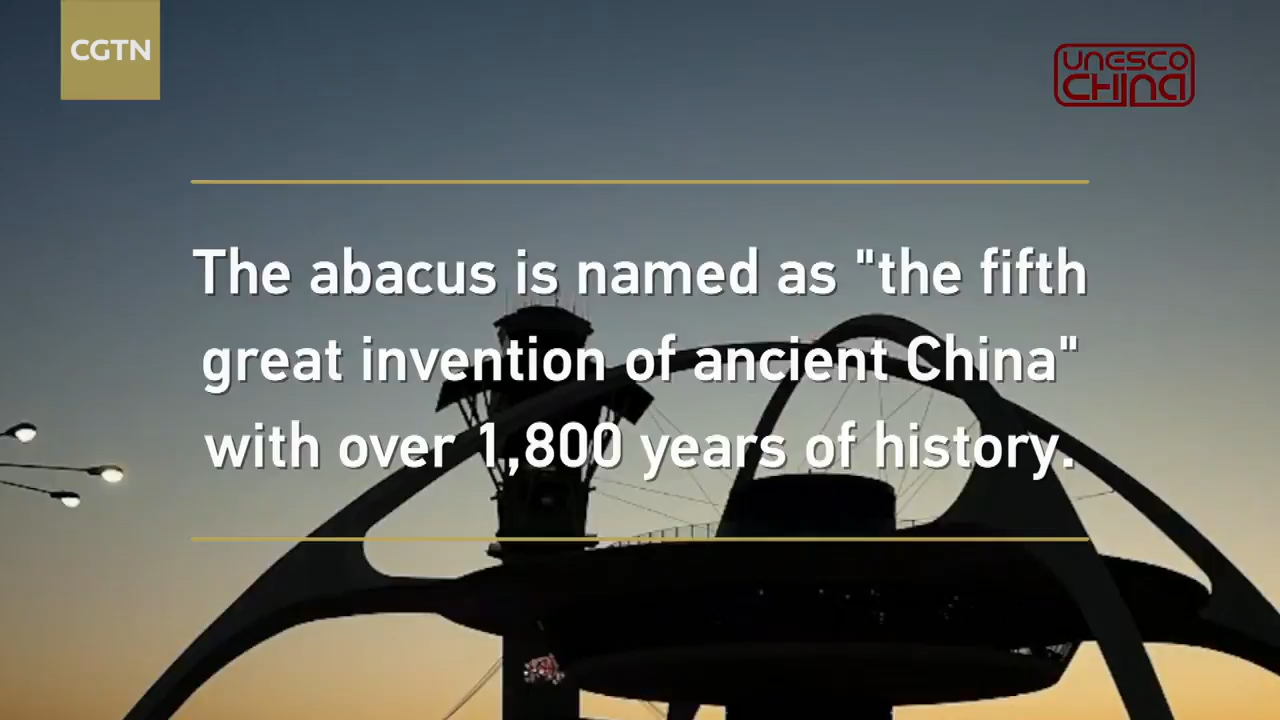 CGTN
UNESCO
CHINA
The abacus is named as "the fifth
great invention of ancient China"
with over 1,800 years of history.